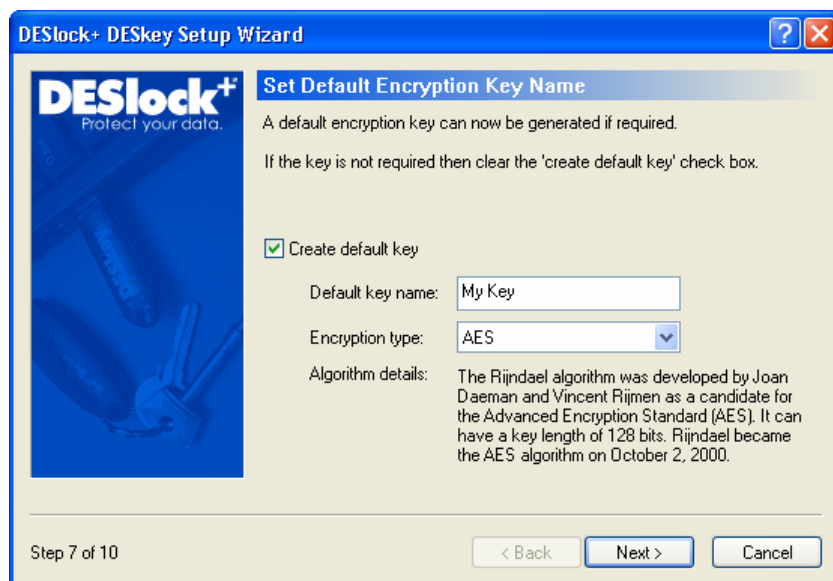 DESlock+ DESkey Setup Wizard
DESlock+
Protect your data.
DESkey
Set Default Encryption Key Name
A default encryption key can now be generated if required.
If the key is not required then clear the 'create default key' check box.
Create default key
Default key name: My Key
Encryption type: AES
Algorithm details: The Rijndael algorithm was developed by Joan
Daeman and Vincent Rijmen as a candidate for
the Advanced Encryption Standard (AES). It can
have a key length of 128 bits. Rijndael became
the AES algorithm on October 2, 2000.
Step 7 of 10
< Back
Next >
Cancel